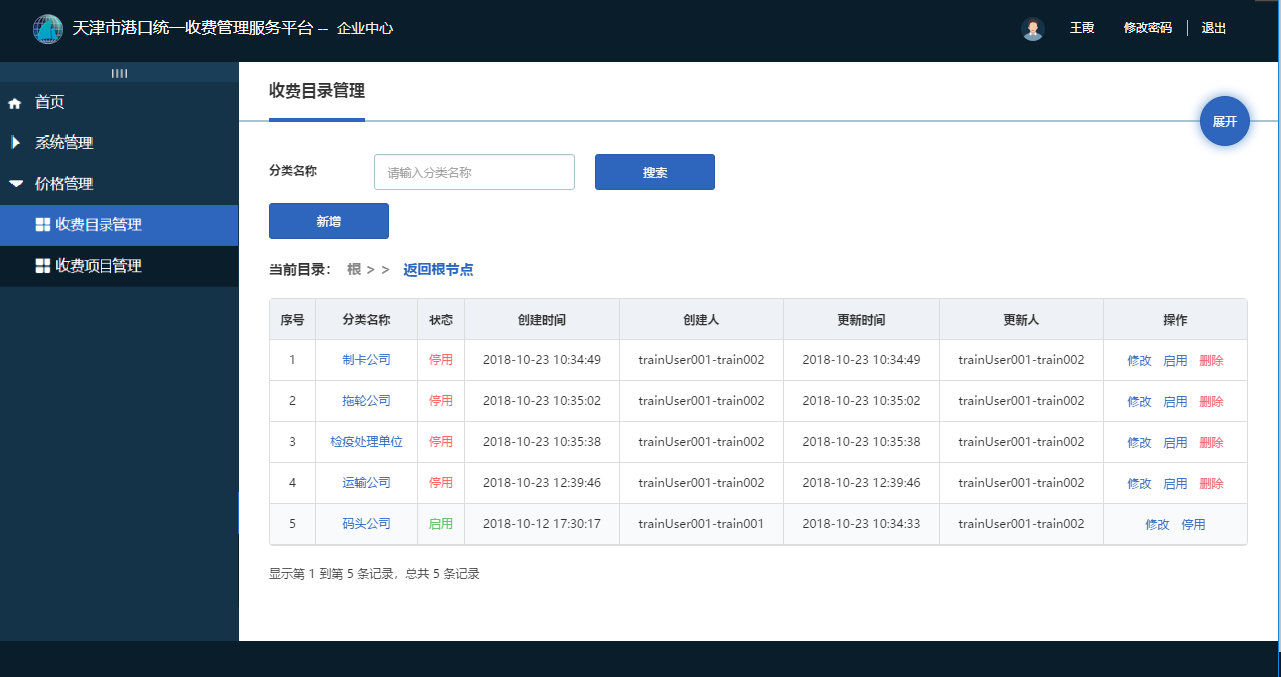 天津市港口统一收费管理服务平台 -- 企业中心 王霞 修改密码 退出
首页
系统管理
价格管理
收费目录管理
收费项目管理
收费目录管理
展开
分类名称 请输入分类名称 搜索
新增
当前目录： 根 > > 返回根节点
序号 分类名称 状态 创建时间 创建人 更新时间 更新人 操作
1 制卡公司 停用 2018-10-23 10:34:49 trainUser001-train002 2018-10-23 10:34:49 trainUser001-train002 修改 启用 删除
2 拖轮公司 停用 2018-10-23 10:35:02 trainUser001-train002 2018-10-23 10:35:02 trainUser001-train002 修改 启用 删除
3 检疫处理单位 停用 2018-10-23 10:35:38 trainUser001-train002 2018-10-23 10:35:38 trainUser001-train002 修改 启用 删除
4 运输公司 停用 2018-10-23 12:39:46 trainUser001-train002 2018-10-23 12:39:46 trainUser001-train002 修改 启用 删除
5 码头公司 启用 2018-10-12 17:30:17 trainUser001-train001 2018-10-23 10:34:33 trainUser001-train002 修改 停用
显示第 1 到第 5 条记录，总共 5 条记录